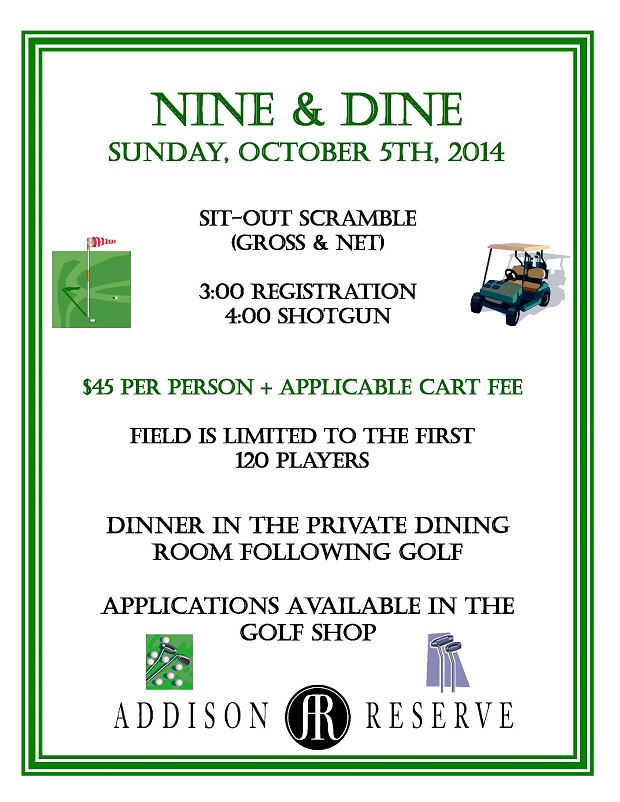 NINE & DINE
SUNDAY, OCTOBER 5TH, 2014
SIT-OUT SCRAMBLE
(GROSS & NET)
3:00 REGISTRATION
4:00 SHOTGUN
$45 PER PERSON + APPLICABLE CART FEE
FIELD IS LIMITED TO THE FIRST
120 PLAYERS
DINNER IN THE PRIVATE DINING
ROOM FOLLOWING GOLF
APPLICATIONS AVAILABLE IN THE
GOLF SHOP
ADDISON AR RESERVE